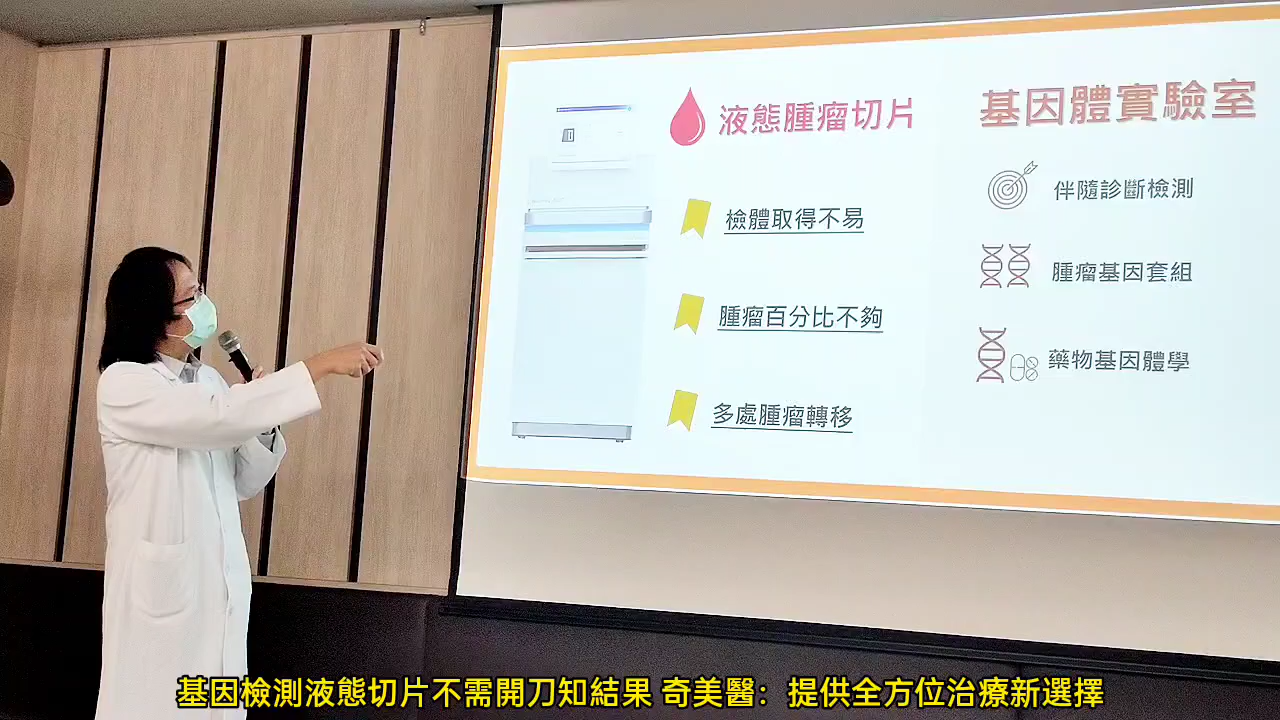 液態腫瘤切片
檢體取得不易
腫瘤百分比不夠
多處腫瘤轉移
基因體實驗室
伴隨診斷檢測
腫瘤基因套組
藥物基因體學
基因檢測液態切片不需開刀知結果 奇美醫：提供全方位治療新選擇